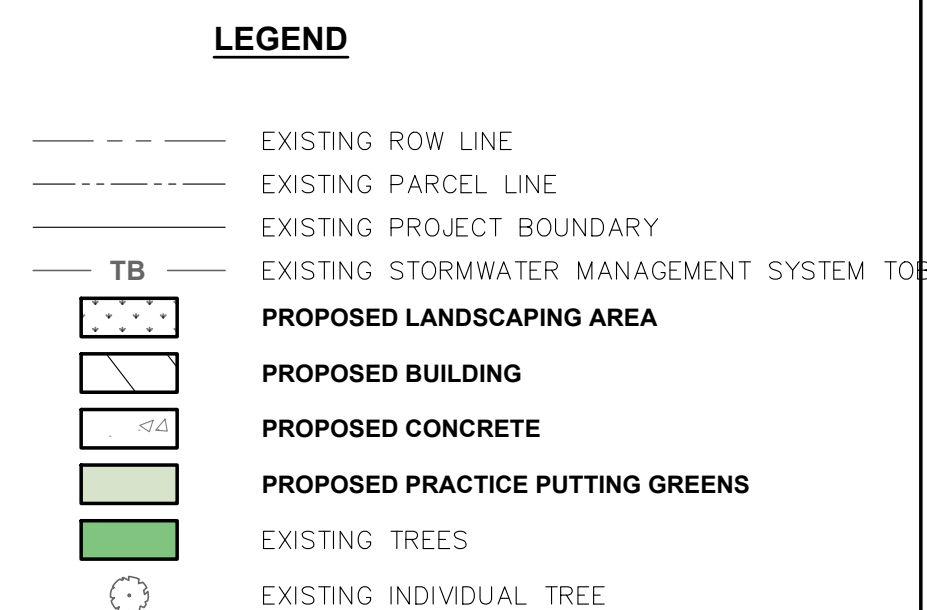 LEGEND
EXISTING ROW LINE
EXISTING PARCEL LINE
EXISTING PROJECT BOUNDARY
TB EXISTING STORMWATER MANAGEMENT SYSTEM TOB
PROPOSED LANDSCAPING AREA
PROPOSED BUILDING
PROPOSED CONCRETE
PROPOSED PRACTICE PUTTING GREENS
EXISTING TREES
EXISTING INDIVIDUAL TREE